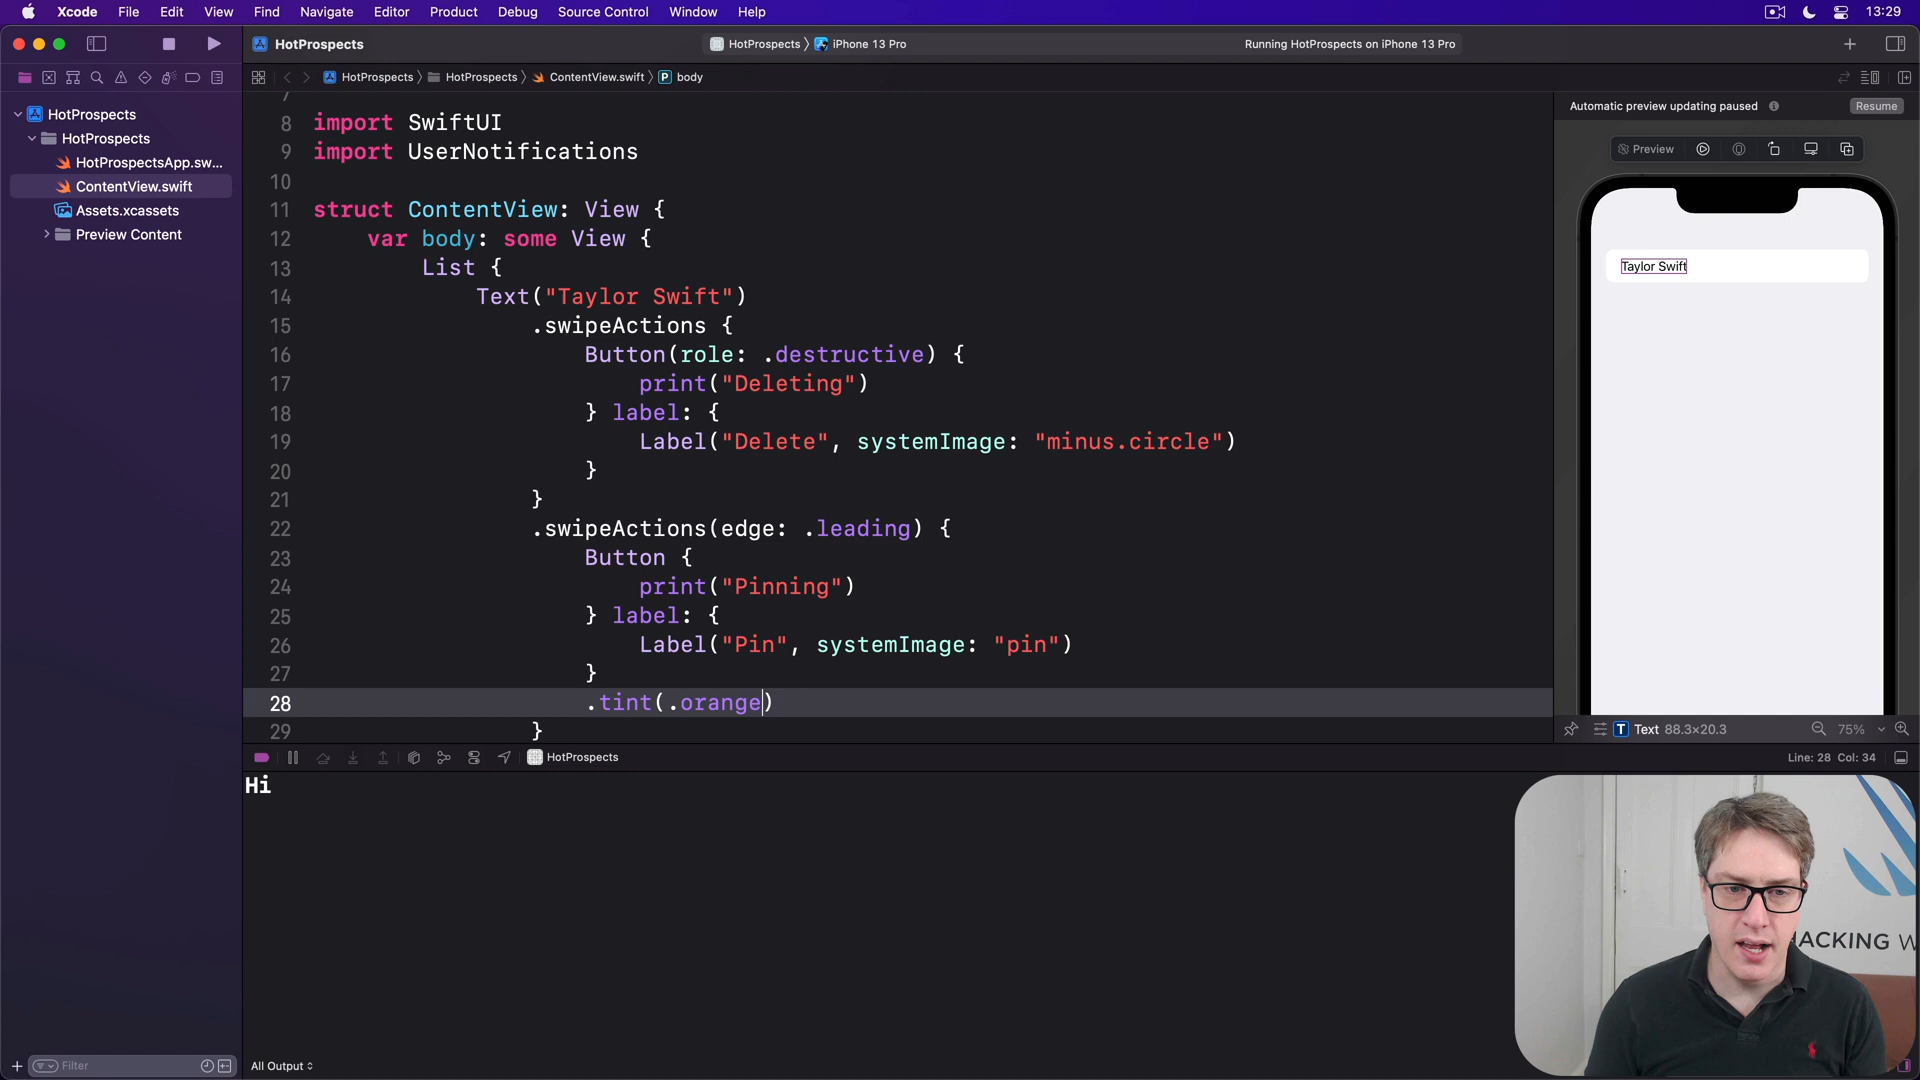 Xcode File Edit View Find Navigate Editor Product Debug Source Control Window Help 13:29
HotProspects HotProspects iPhone 13 Pro Running HotProspects on iPhone 13 Pro
HotProspects HotProspects ContentView.swift body
HotProspects
HotProspects
HotProspectsApp.sw...
ContentView.swift
Assets.xcassets
Preview Content
Filter
7
8 import SwiftUI
9 import UserNotifications
10
11 struct ContentView: View {
12 var body: some View {
13 List {
14 Text("Taylor Swift")
15 .swipeActions {
16 Button(role: .destructive) {
17 print("Deleting")
18 } label: {
19 Label("Delete", systemImage: "minus.circle")
20 }
21 }
22 .swipeActions(edge: .leading) {
23 Button {
24 print("Pinning")
25 } label: {
26 Label("Pin", systemImage: "pin")
27 }
28 .tint(.orange)
29 }
Automatic preview updating paused Resume
Preview
Taylor Swift
Text 88.3×20.3 75%
HotProspects Line: 28 Col: 34
Hi
All Output
HACKING W